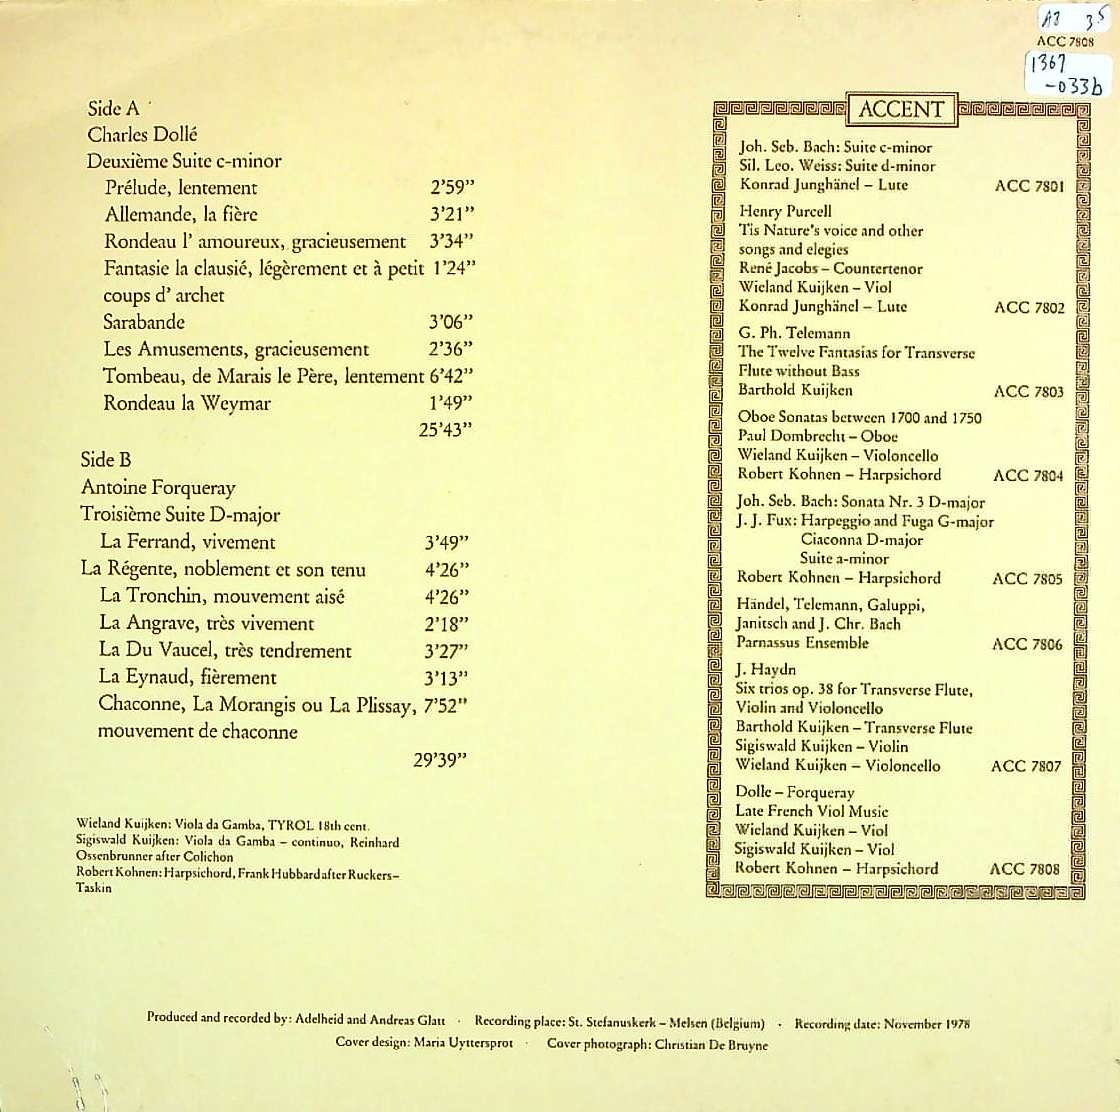 A3 3 5
ACC 7808
1367
-033b
Side A
Charles Dollé
Deuxième Suite c-minor
Prélude, lentement 2'59"
Allemande, la fière 3'21"
Rondeau l' amoureux, gracieusement 3'34"
Fantasie la clausié, légèrement et à petit 1'24"
coups d' archet
Sarabande 3'06"
Les Amusements, gracieusement 2'36"
Tombeau, de Marais le Père, lentement 6'42"
Rondeau la Weymar 1'49"
25'43"
Side B
Antoine Forqueray
Troisième Suite D-major
La Ferrand, vivement 3'49"
La Régente, noblement et son tenu 4'26"
La Tronchin, mouvement aisé 4'26"
La Angrave, très vivement 2'18"
La Du Vaucel, très tendrement 3'27"
La Eynaud, fièrement 3'13"
Chaconne, La Morangis ou La Plissay, 7'52"
mouvement de chaconne
29'39"
Wieland Kuijken: Viola da Gamba, TYROL 18th cent.
Sigiswald Kuijken: Viola da Gamba – continuo, Reinhard
Ossenbrunner after Colichon
Robert Kohnen: Harpsichord, Frank Hubbard after Ruckers–
Taskin
ACCENT
Joh. Seb. Bach: Suite c-minor
Sil. Leo. Weiss: Suite d-minor
Konrad Junghänel – Lute ACC 7801
Henry Purcell
Tis Nature's voice and other
songs and elegies
René Jacobs – Countertenor
Wieland Kuijken – Viol
Konrad Junghänel – Lute ACC 7802
G. Ph. Telemann
The Twelve Fantasias for Transverse
Flute without Bass
Barthold Kuijken ACC 7803
Oboe Sonatas between 1700 and 1750
Paul Dombrecht – Oboe
Wieland Kuijken – Violoncello
Robert Kohnen – Harpsichord ACC 7804
Joh. Seb. Bach: Sonata Nr. 3 D-major
J. J. Fux: Harpeggio and Fuga G-major
Ciaconna D-major
Suite a-minor
Robert Kohnen – Harpsichord ACC 7805
Händel, Telemann, Galuppi,
Janitsch and J. Chr. Bach
Parnassus Ensemble ACC 7806
J. Haydn
Six trios op. 38 for Transverse Flute,
Violin and Violoncello
Barthold Kuijken – Transverse Flute
Sigiswald Kuijken – Violin
Wieland Kuijken – Violoncello ACC 7807
Dolle – Forqueray
Late French Viol Music
Wieland Kuijken – Viol
Sigiswald Kuijken – Viol
Robert Kohnen – Harpsichord ACC 7808
Produced and recorded by: Adelheid and Andreas Glatt · Recording place: St. Stefanuskerk – Melsen (Belgium) · Recording date: November 1978
Cover design: Maria Uyttersprot · Cover photograph: Christian De Bruyne